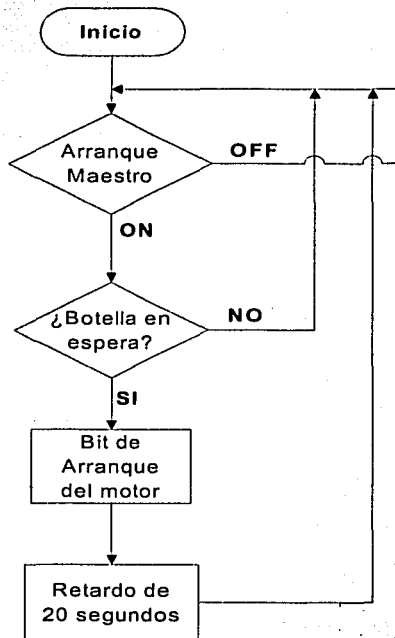 Inicio
Arranque
Maestro
OFF
ON
¿Botella en
espera?
NO
SI
Bit de
Arranque
del motor
Retardo de
20 segundos